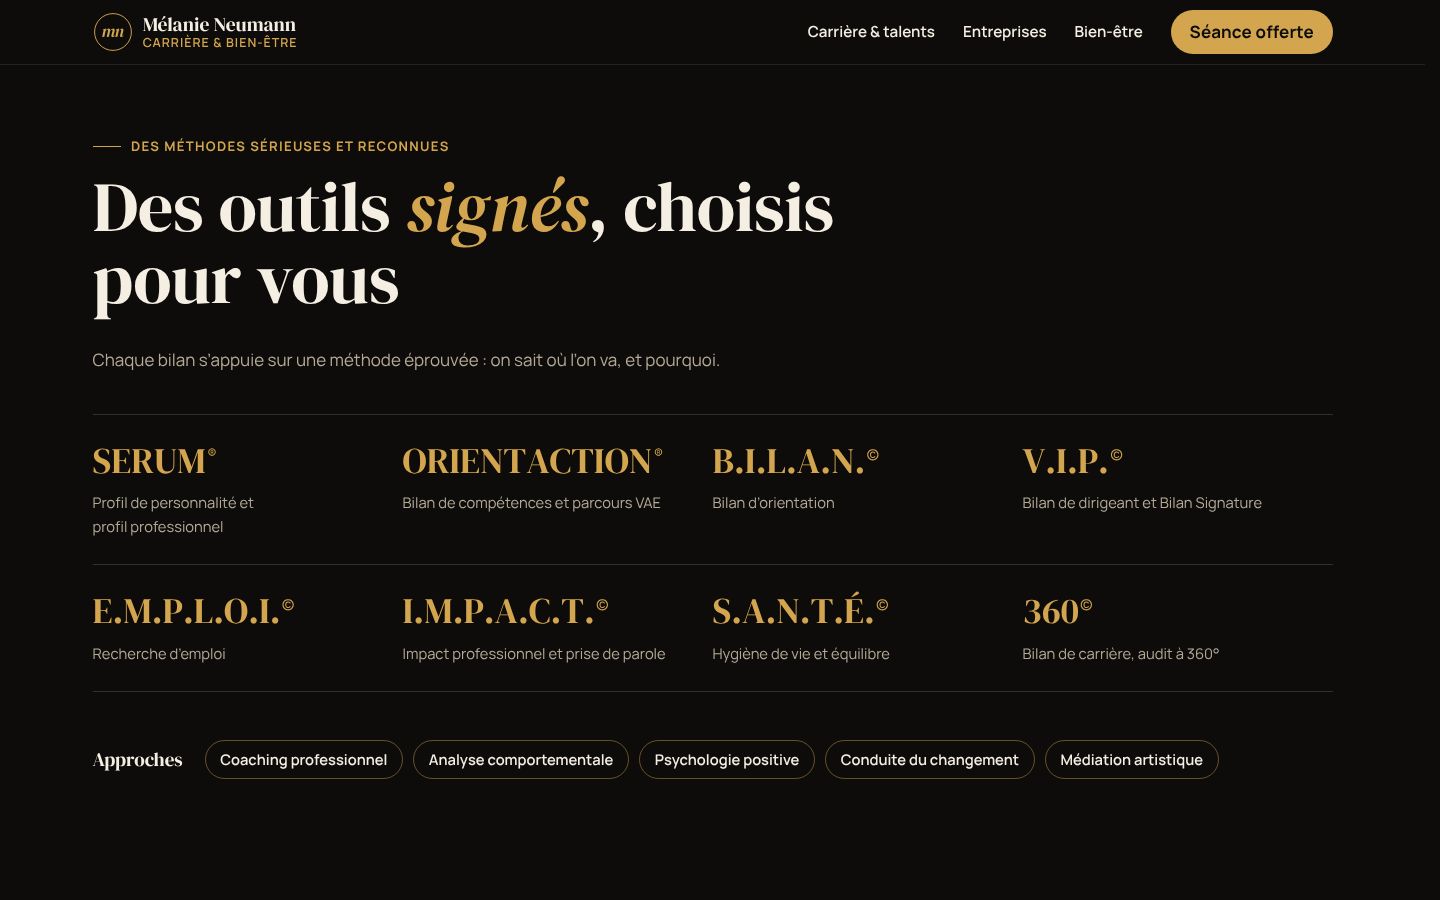 mn
Mélanie Neumann
CARRIÈRE & BIEN-ÊTRE
Carrière & talents
Entreprises
Bien-être
Séance offerte
DES MÉTHODES SÉRIEUSES ET RECONNUES
Des outils signés, choisis
pour vous
Chaque bilan s'appuie sur une méthode éprouvée : on sait où l'on va, et pourquoi.
SERUM®
Profil de personnalité et
profil professionnel
ORIENTACTION®
Bilan de compétences et parcours VAE
B.I.L.A.N.©
Bilan d'orientation
V.I.P.©
Bilan de dirigeant et Bilan Signature
E.M.P.L.O.I.©
Recherche d'emploi
I.M.P.A.C.T.©
Impact professionnel et prise de parole
S.A.N.T.É.©
Hygiène de vie et équilibre
360©
Bilan de carrière, audit à 360°
Approches
Coaching professionnel
Analyse comportementale
Psychologie positive
Conduite du changement
Médiation artistique